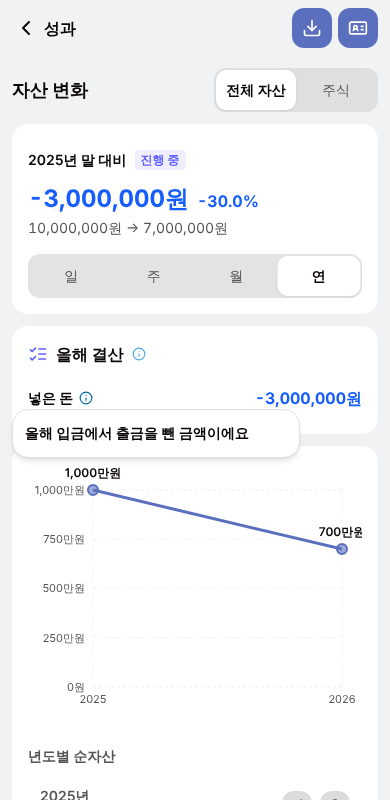 성과
자산 변화
전체 자산
주식
2025년 말 대비
진행 중
-3,000,000원 -30.0%
10,000,000원 → 7,000,000원
일
주
월
연
올해 결산
넣은 돈
-3,000,000원
올해 입금에서 출금을 뺀 금액이에요
1,000만원
1,000만원
700만원
750만원
500만원
250만원
0원
2025
2026
년도별 순자산
2025년